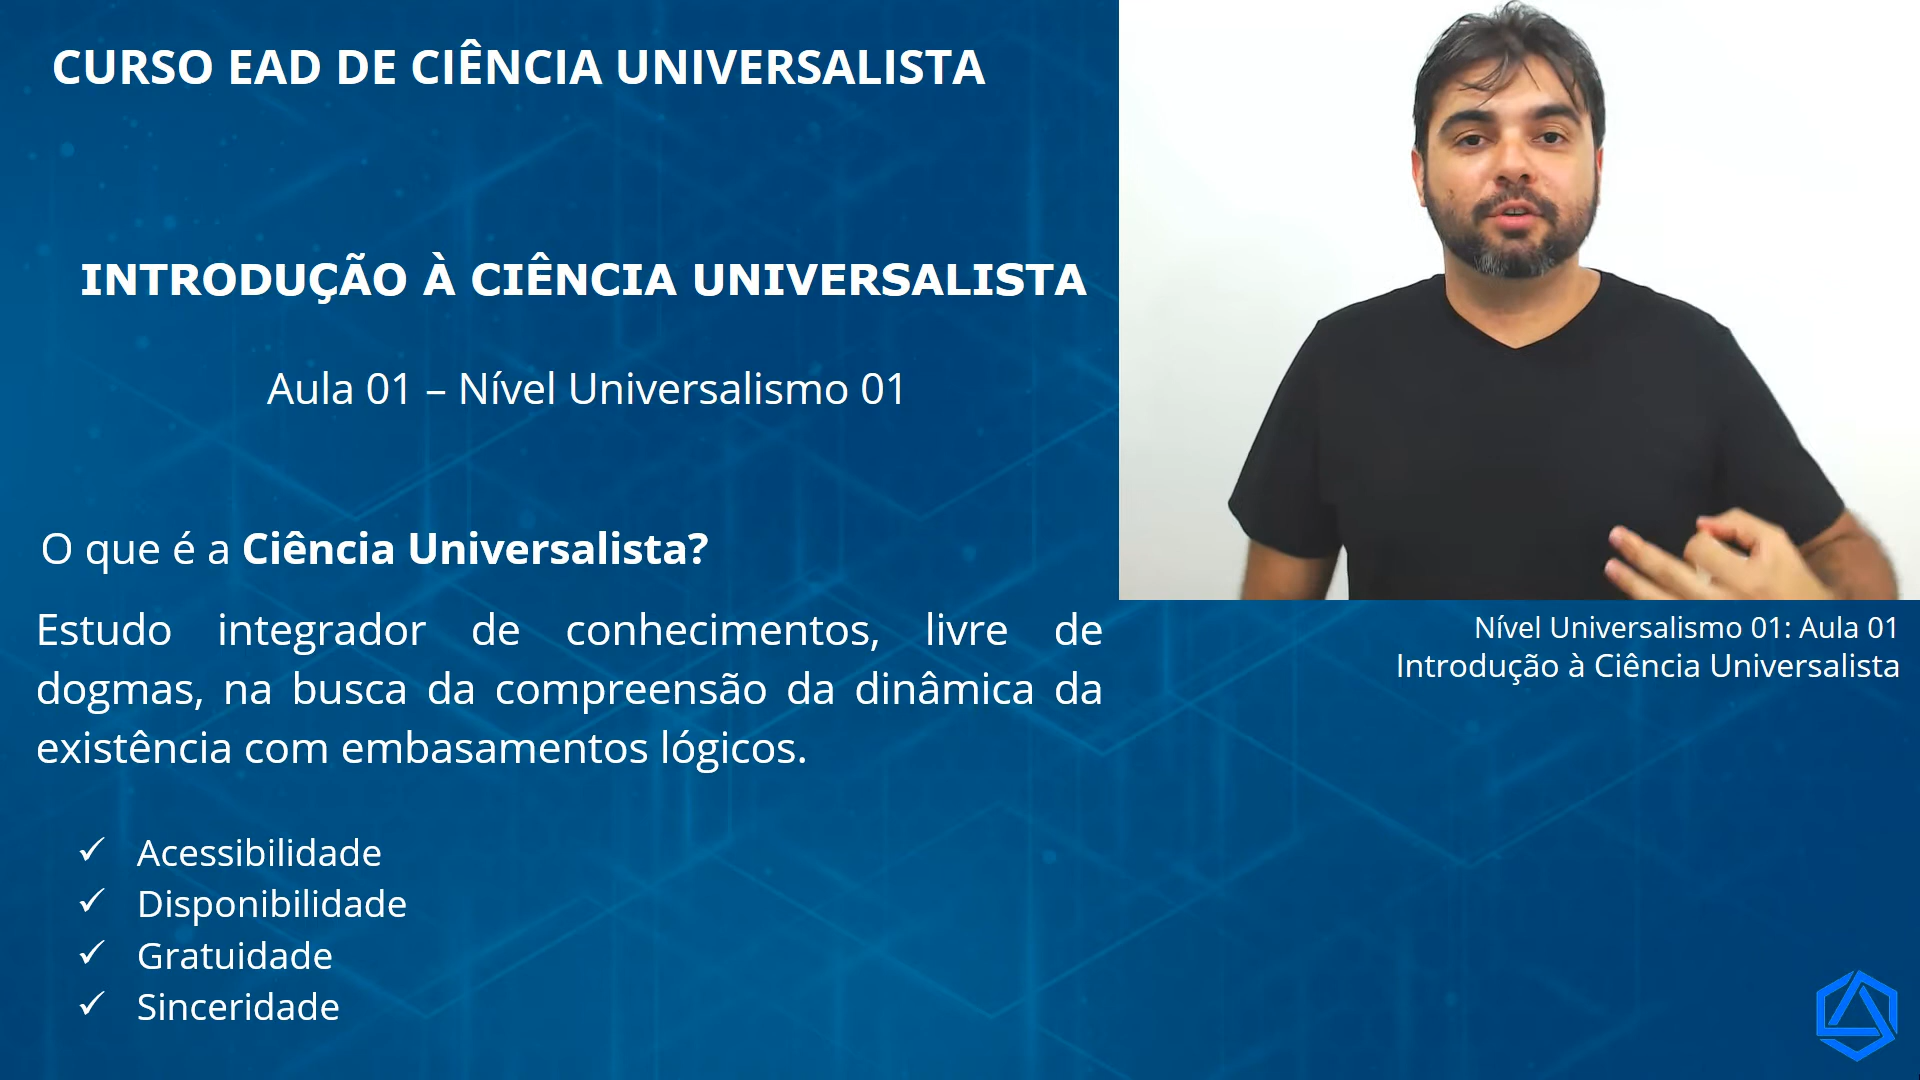 CURSO EAD DE CIÊNCIA UNIVERSALISTA
INTRODUÇÃO À CIÊNCIA UNIVERSALISTA
Aula 01 – Nível Universalismo 01
O que é a Ciência Universalista?
Estudo integrador de conhecimentos, livre de
dogmas, na busca da compreensão da dinâmica da
existência com embasamentos lógicos.
✓ Acessibilidade
✓ Disponibilidade
✓ Gratuidade
✓ Sinceridade
Nível Universalismo 01: Aula 01
Introdução à Ciência Universalista